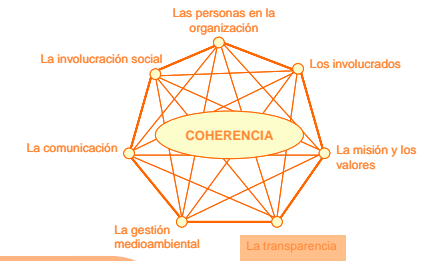 Las personas en la
organización
La involucración social
Los involucrados
COHERENCIA
La comunicación
La misión y los
valores
La gestión
medioambiental
La transparencia